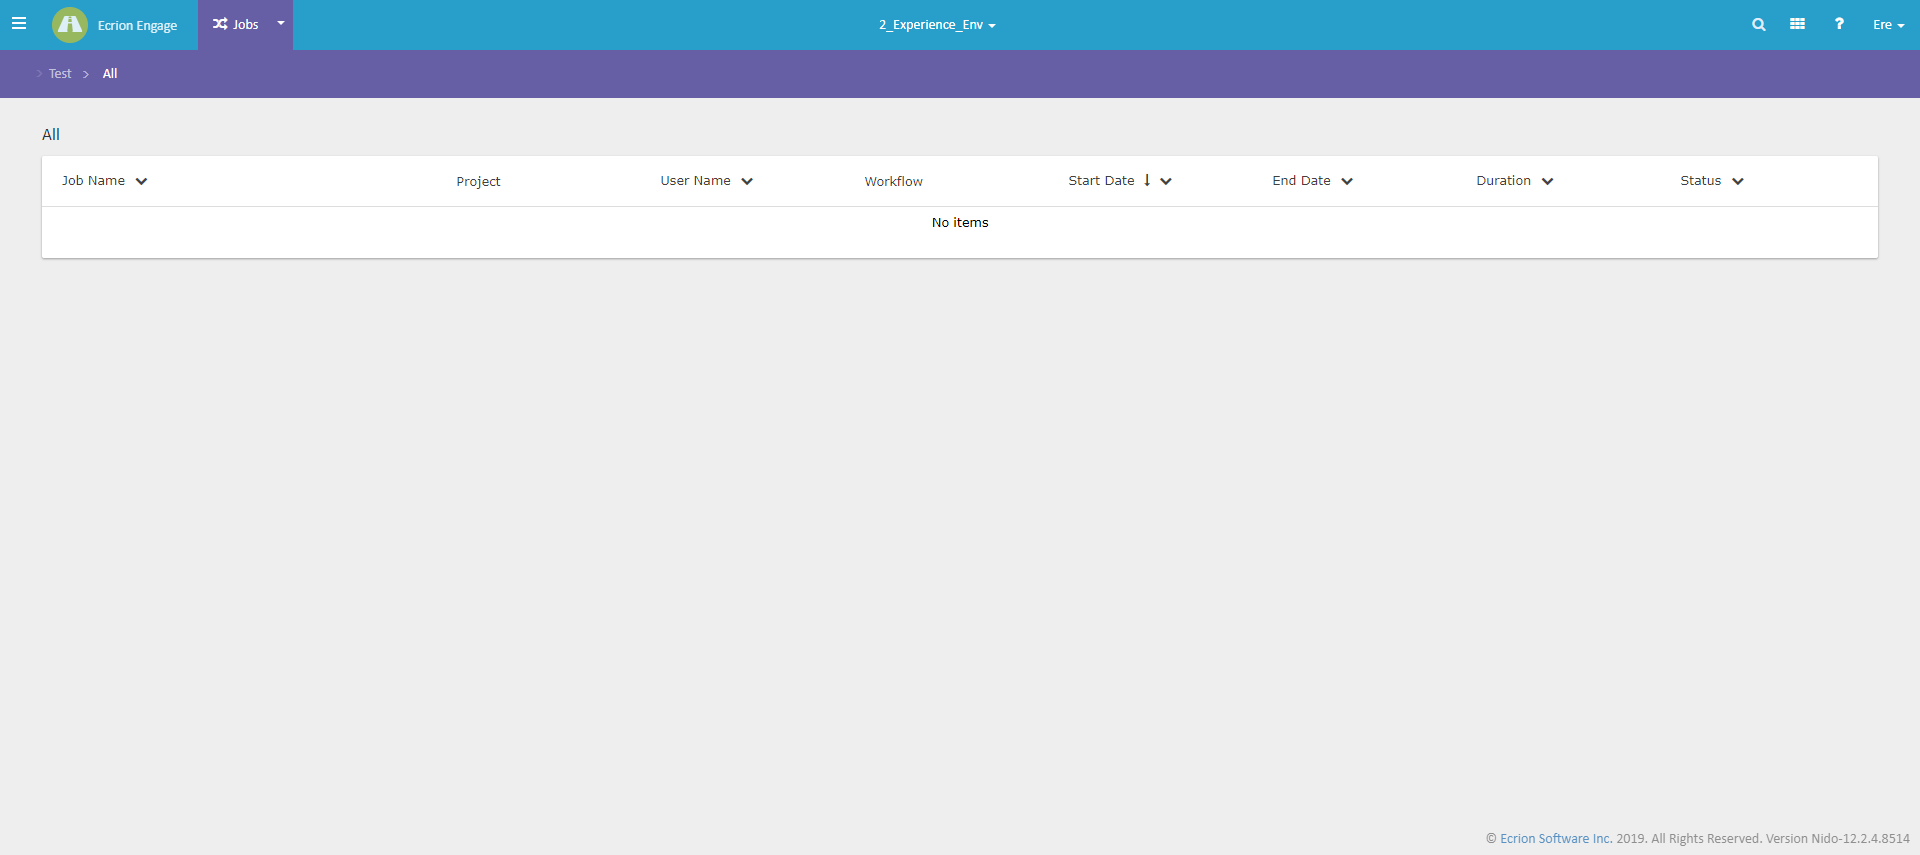 Ecrion Engage Jobs 2_Experience_Env ? Ere
> Test > All
All
Job Name Project User Name Workflow Start Date ↓ End Date Duration Status
No items
© Ecrion Software Inc. 2019. All Rights Reserved. Version Nido-12.2.4.8514